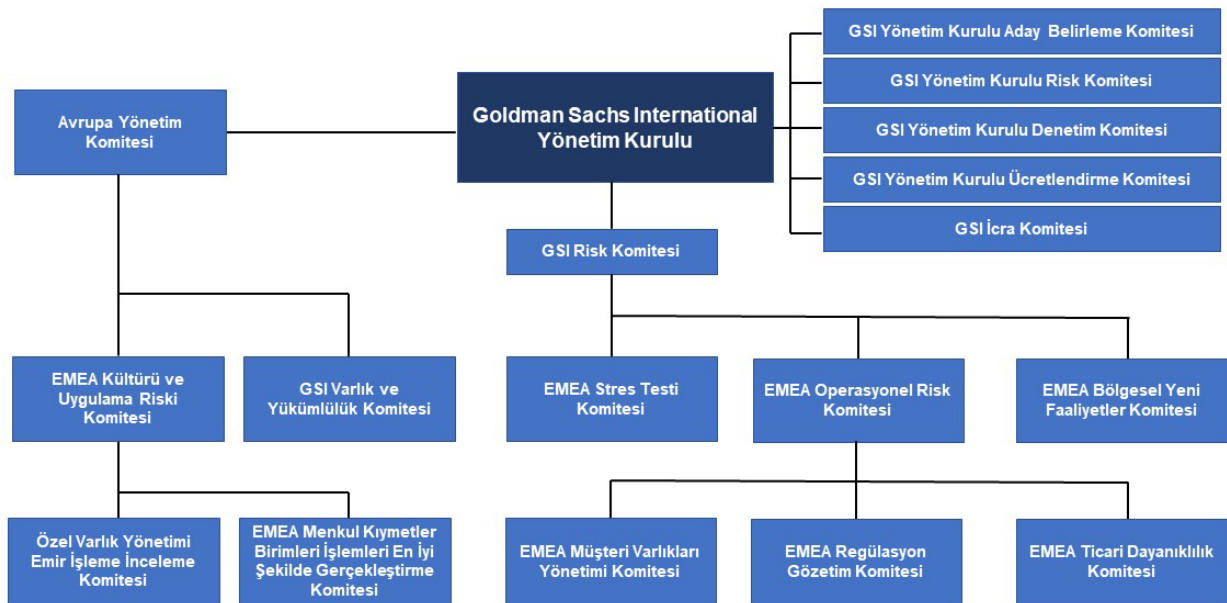 GSI Yönetim Kurulu Aday Belirleme Komitesi
GSI Yönetim Kurulu Risk Komitesi
GSI Yönetim Kurulu Denetim Komitesi
GSI Yönetim Kurulu Ücretlendirme Komitesi
GSI İcra Komitesi
Goldman Sachs International
Yönetim Kurulu
Avrupa Yönetim
Komitesi
GSI Risk Komitesi
EMEA Kültürü ve
Uygulama Riski
Komitesi
GSI Varlık ve
Yükümlülük Komitesi
EMEA Stres Testi
Komitesi
EMEA Operasyonel Risk
Komitesi
EMEA Bölgesel Yeni
Faaliyetler Komitesi
Özel Varlık Yönetimi
Emir İşleme İnceleme
Komitesi
EMEA Menkul Kıymetler
Birimleri İşlemleri En İyi
Şekilde Gerçekleştirme
Komitesi
EMEA Müşteri Varlıkları
Yönetimi Komitesi
EMEA Regülasyon
Gözetim Komitesi
EMEA Ticari Dayanıklılık
Komitesi